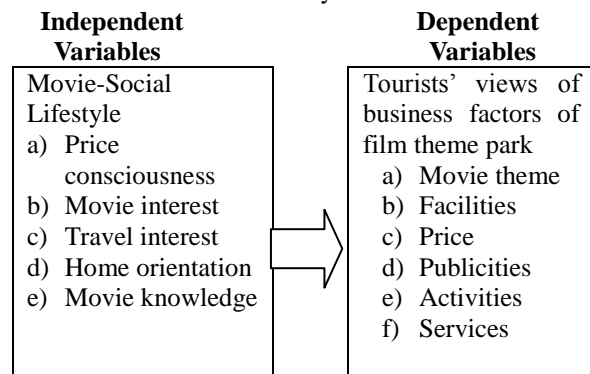 Independent
Variables
Movie-Social
Lifestyle
a) Price
consciousness
b) Movie interest
c) Travel interest
d) Home orientation
e) Movie knowledge
Dependent
Variables
Tourists' views of
business factors of
film theme park
a) Movie theme
b) Facilities
c) Price
d) Publicities
e) Activities
f) Services